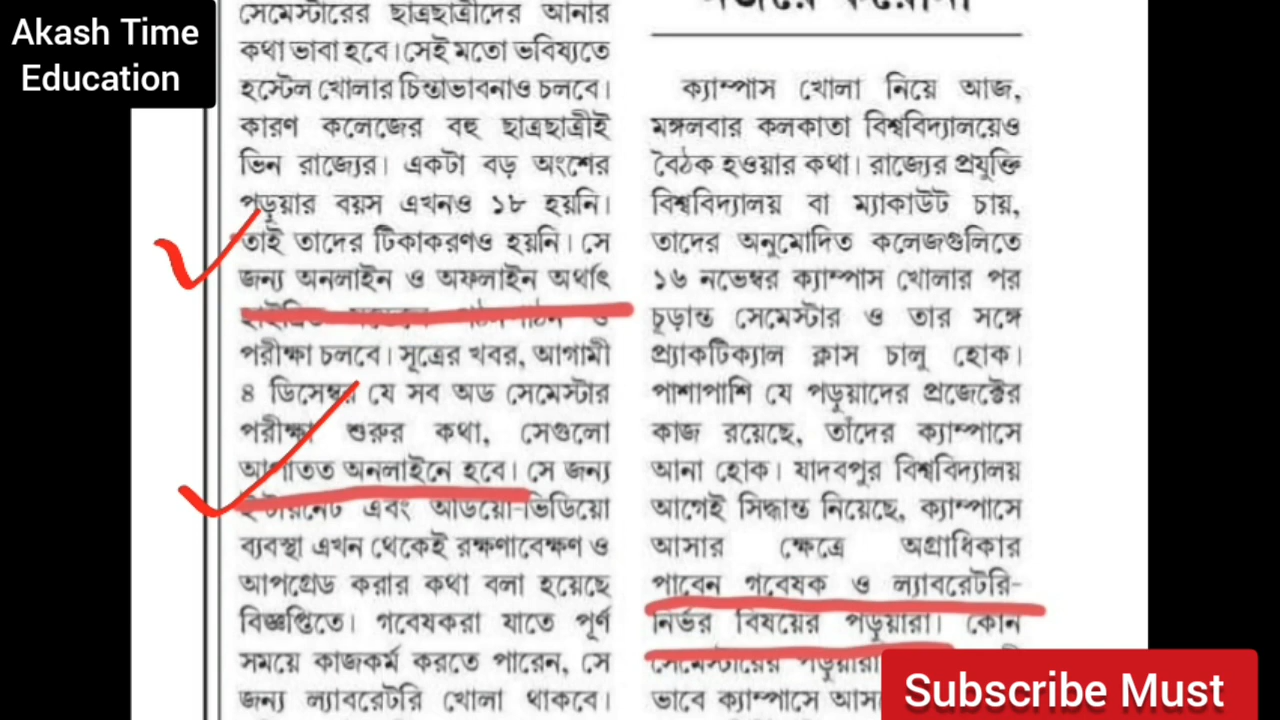 Akash Time
Education
সেমেস্টারের ছাত্রছাত্রীদের আনার
কথা ভাবা হবে। সেই মতো ভবিষ্যতে
হস্টেল খোলার চিন্তাভাবনাও চলবে।
কারণ কলেজের বহু ছাত্রছাত্রীই
ভিন রাজ্যের। একটা বড় অংশের
পড়ুয়ার বয়স এখনও ১৮ হয়নি।
তাই তাদের টিকাকরণও হয়নি। সে
জন্য অনলাইন ও অফলাইন অর্থাৎ
ও
পরীক্ষা চলবে। সূত্রের খবর, আগামী
৪ ডিসেম্বর যে সব অড সেমেস্টার
পরীক্ষা শুরুর কথা, সেগুলো
আপাতত অনলাইনে হবে। সে জন্য
ইন্টারনেট এবং অডিয়ো-ভিডিয়ো
ব্যবস্থা এখন থেকেই রক্ষণাবেক্ষণ ও
আপগ্রেড করার কথা বলা হয়েছে
বিজ্ঞপ্তিতে। গবেষকরা যাতে পূর্ণ
সময়ে কাজকর্ম করতে পারেন, সে
জন্য ল্যাবরেটরি খোলা থাকবে।
ক্যাম্পাস খোলা নিয়ে আজ,
মঙ্গলবার কলকাতা বিশ্ববিদ্যালয়েও
বৈঠক হওয়ার কথা। রাজ্যের প্রযুক্তি
বিশ্ববিদ্যালয় বা ম্যাকাউট চায়,
তাদের অনুমোদিত কলেজগুলিতে
১৬ নভেম্বর ক্যাম্পাস খোলার পর
চূড়ান্ত সেমেস্টার ও তার সঙ্গে
প্র্যাকটিক্যাল ক্লাস চালু হোক।
পাশাপাশি যে পড়ুয়াদের প্রজেক্টের
কাজ রয়েছে, তাঁদের ক্যাম্পাসে
আনা হোক। যাদবপুর বিশ্ববিদ্যালয়
আগেই সিদ্ধান্ত নিয়েছে, ক্যাম্পাসে
আসার ক্ষেত্রে অগ্রাধিকার
পাবেন গবেষক ও ল্যাবরেটরি-
নির্ভর বিষয়ের পড়ুয়ারা। কোন
সেমেস্টারের পড়ুয়ারা
ভাবে ক্যাম্পাসে
Subscribe Must